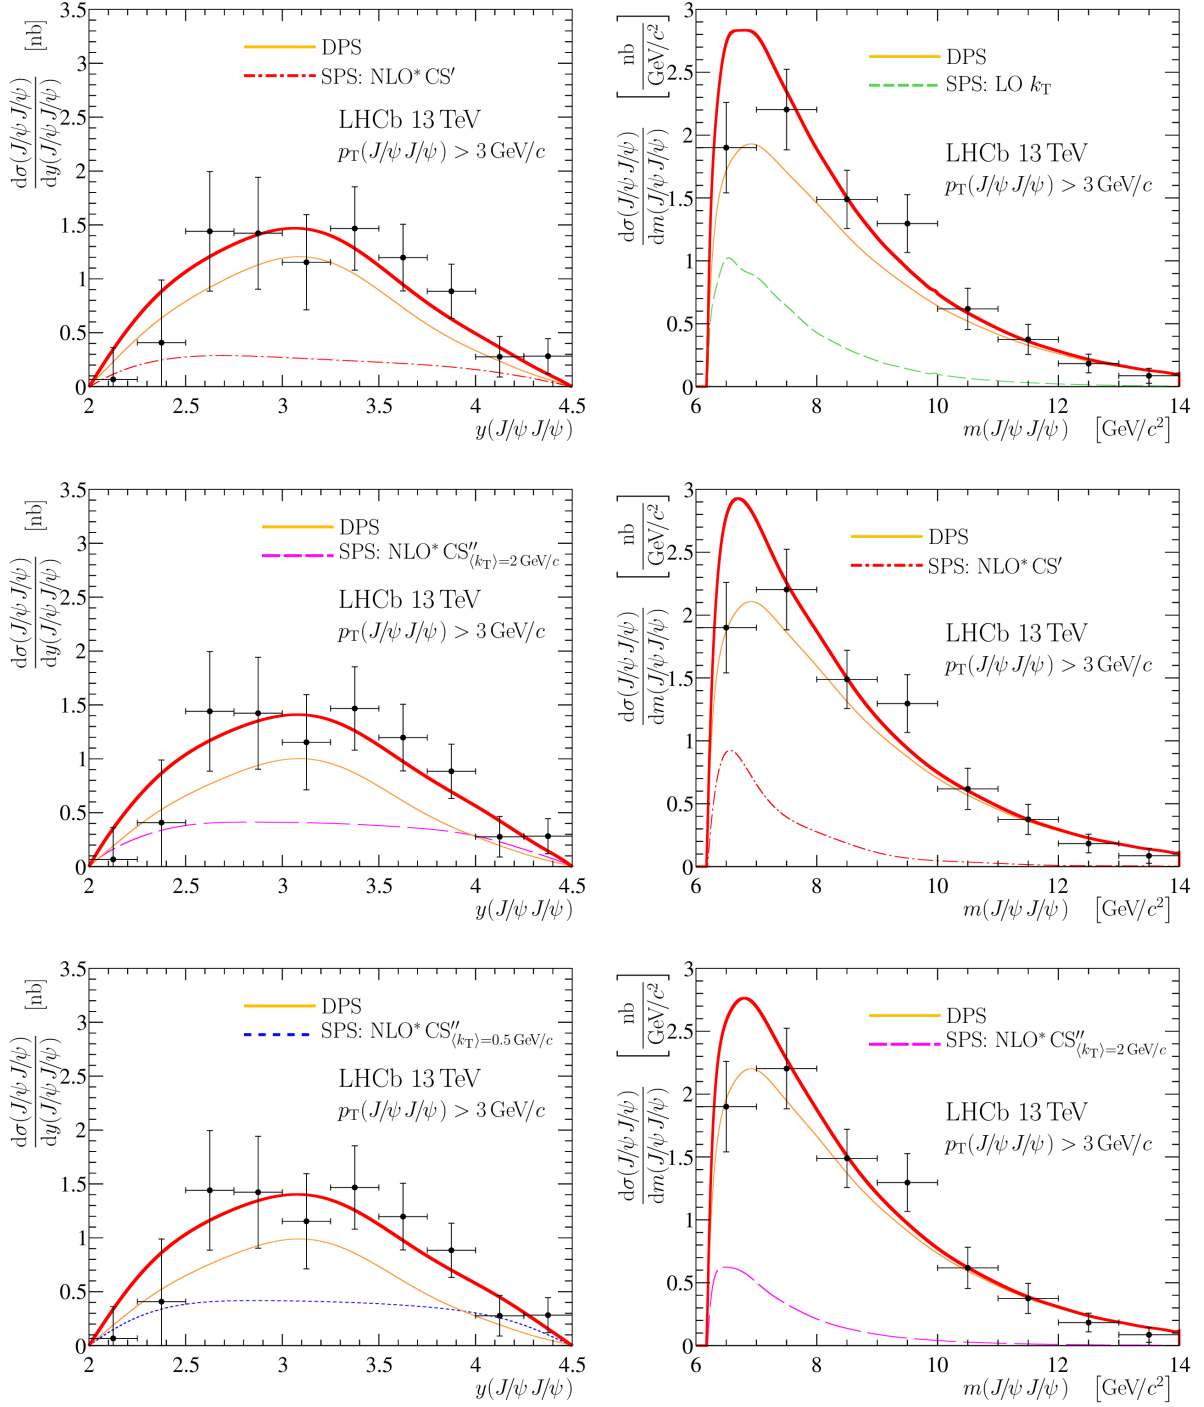 dσ(J/ψ J/ψ)/dy(J/ψ J/ψ) [nb]
3.5
3
2.5
2
1.5
1
0.5
0
DPS
SPS: NLO* CS′
LHCb 13 TeV
p_T(J/ψ J/ψ) > 3 GeV/c
2 2.5 3 3.5 4 4.5
y(J/ψ J/ψ)
dσ(J/ψ J/ψ)/dm(J/ψ J/ψ) [nb/GeV/c²]
3
2.5
2
1.5
1
0.5
0
DPS
SPS: LO k_T
LHCb 13 TeV
p_T(J/ψ J/ψ) > 3 GeV/c
6 8 10 12 14
m(J/ψ J/ψ) [GeV/c²]
dσ(J/ψ J/ψ)/dy(J/ψ J/ψ) [nb]
3.5
3
2.5
2
1.5
1
0.5
0
DPS
SPS: NLO* CS″⟨k_T⟩=2 GeV/c
LHCb 13 TeV
p_T(J/ψ J/ψ) > 3 GeV/c
2 2.5 3 3.5 4 4.5
y(J/ψ J/ψ)
dσ(J/ψ J/ψ)/dm(J/ψ J/ψ) [nb/GeV/c²]
3
2.5
2
1.5
1
0.5
0
DPS
SPS: NLO* CS′
LHCb 13 TeV
p_T(J/ψ J/ψ) > 3 GeV/c
6 8 10 12 14
m(J/ψ J/ψ) [GeV/c²]
dσ(J/ψ J/ψ)/dy(J/ψ J/ψ) [nb]
3.5
3
2.5
2
1.5
1
0.5
0
DPS
SPS: NLO* CS″⟨k_T⟩=0.5 GeV/c
LHCb 13 TeV
p_T(J/ψ J/ψ) > 3 GeV/c
2 2.5 3 3.5 4 4.5
y(J/ψ J/ψ)
dσ(J/ψ J/ψ)/dm(J/ψ J/ψ) [nb/GeV/c²]
3
2.5
2
1.5
1
0.5
0
DPS
SPS: NLO* CS″⟨k_T⟩=2 GeV/c
LHCb 13 TeV
p_T(J/ψ J/ψ) > 3 GeV/c
6 8 10 12 14
m(J/ψ J/ψ) [GeV/c²]